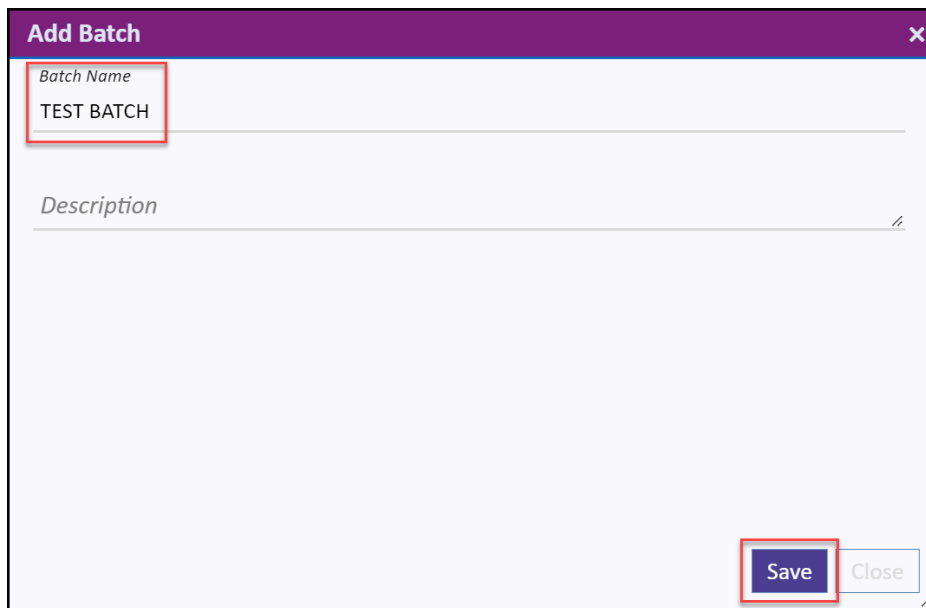 Add Batch
Batch Name
TEST BATCH
Description
Save Close